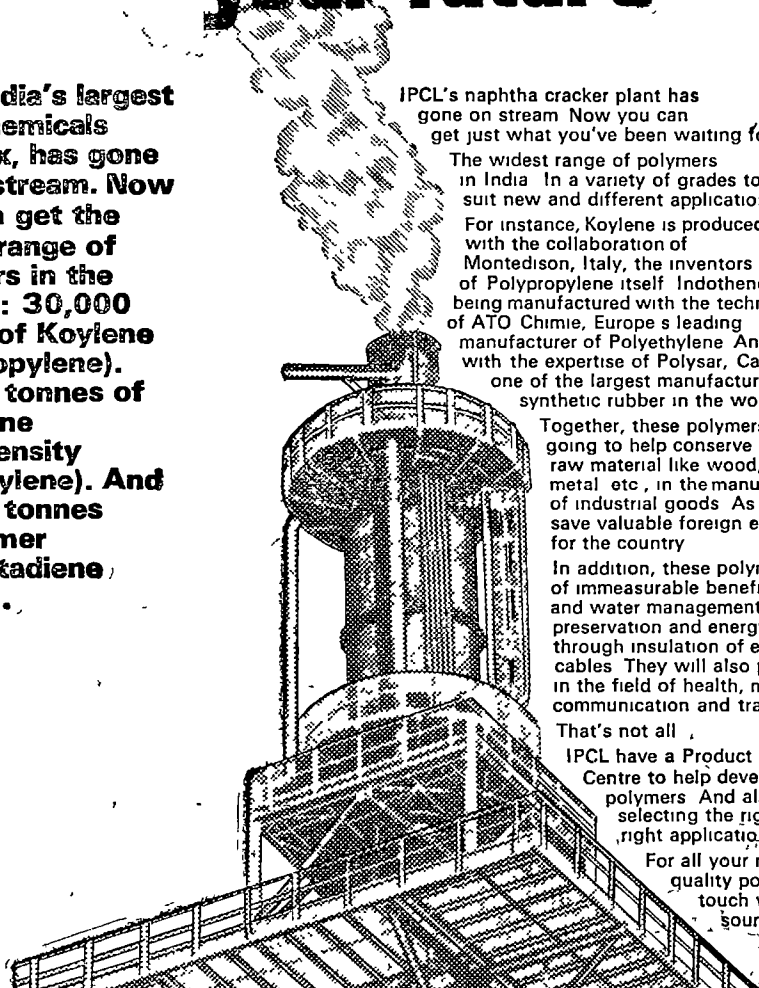 your future
dia's largest
emicals
x, has gone
stream. Now
n get the
range of
rs in the
: 30,000
of Koylene
opylene).
tonnes of
ne
ensity
ylene). And
tonnes
mer
tadiene
.
IPCL's naphtha cracker plant has
gone on stream Now you can
get just what you've been waiting f
The widest range of polymers
in India In a variety of grades to
suit new and different applicatio
For instance, Koylene is produced
with the collaboration of
Montedison, Italy, the inventors
of Polypropylene itself Indothene
being manufactured with the techn
of ATO Chimie, Europe s leading
manufacturer of Polyethylene An
with the expertise of Polysar, Ca
one of the largest manufactur
synthetic rubber in the wo
Together, these polymers
going to help conserve
raw material like wood,
metal etc, in the manu
of industrial goods As
save valuable foreign e
for the country
In addition, these polym
of immeasurable benefi
and water management
preservation and energy
through insulation of e
cables They will also p
in the field of health, m
communication and tra
That's not all
IPCL have a Product
Centre to help deve
polymers And al
selecting the rig
right applicatio
For all your r
quality po
touch w
sour